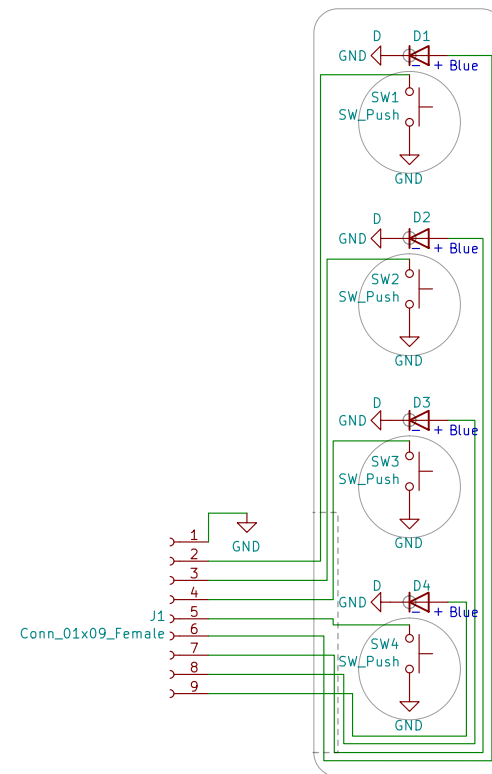 D D1
GND
− + Blue
SW1
SW_Push
GND
D D2
GND
− + Blue
SW2
SW_Push
GND
D D3
GND
− + Blue
SW3
SW_Push
GND
1
GND
2
3
4
J1
5
Conn_01x09_Female
6
7
8
9
D D4
GND
− + Blue
SW4
SW_Push
GND